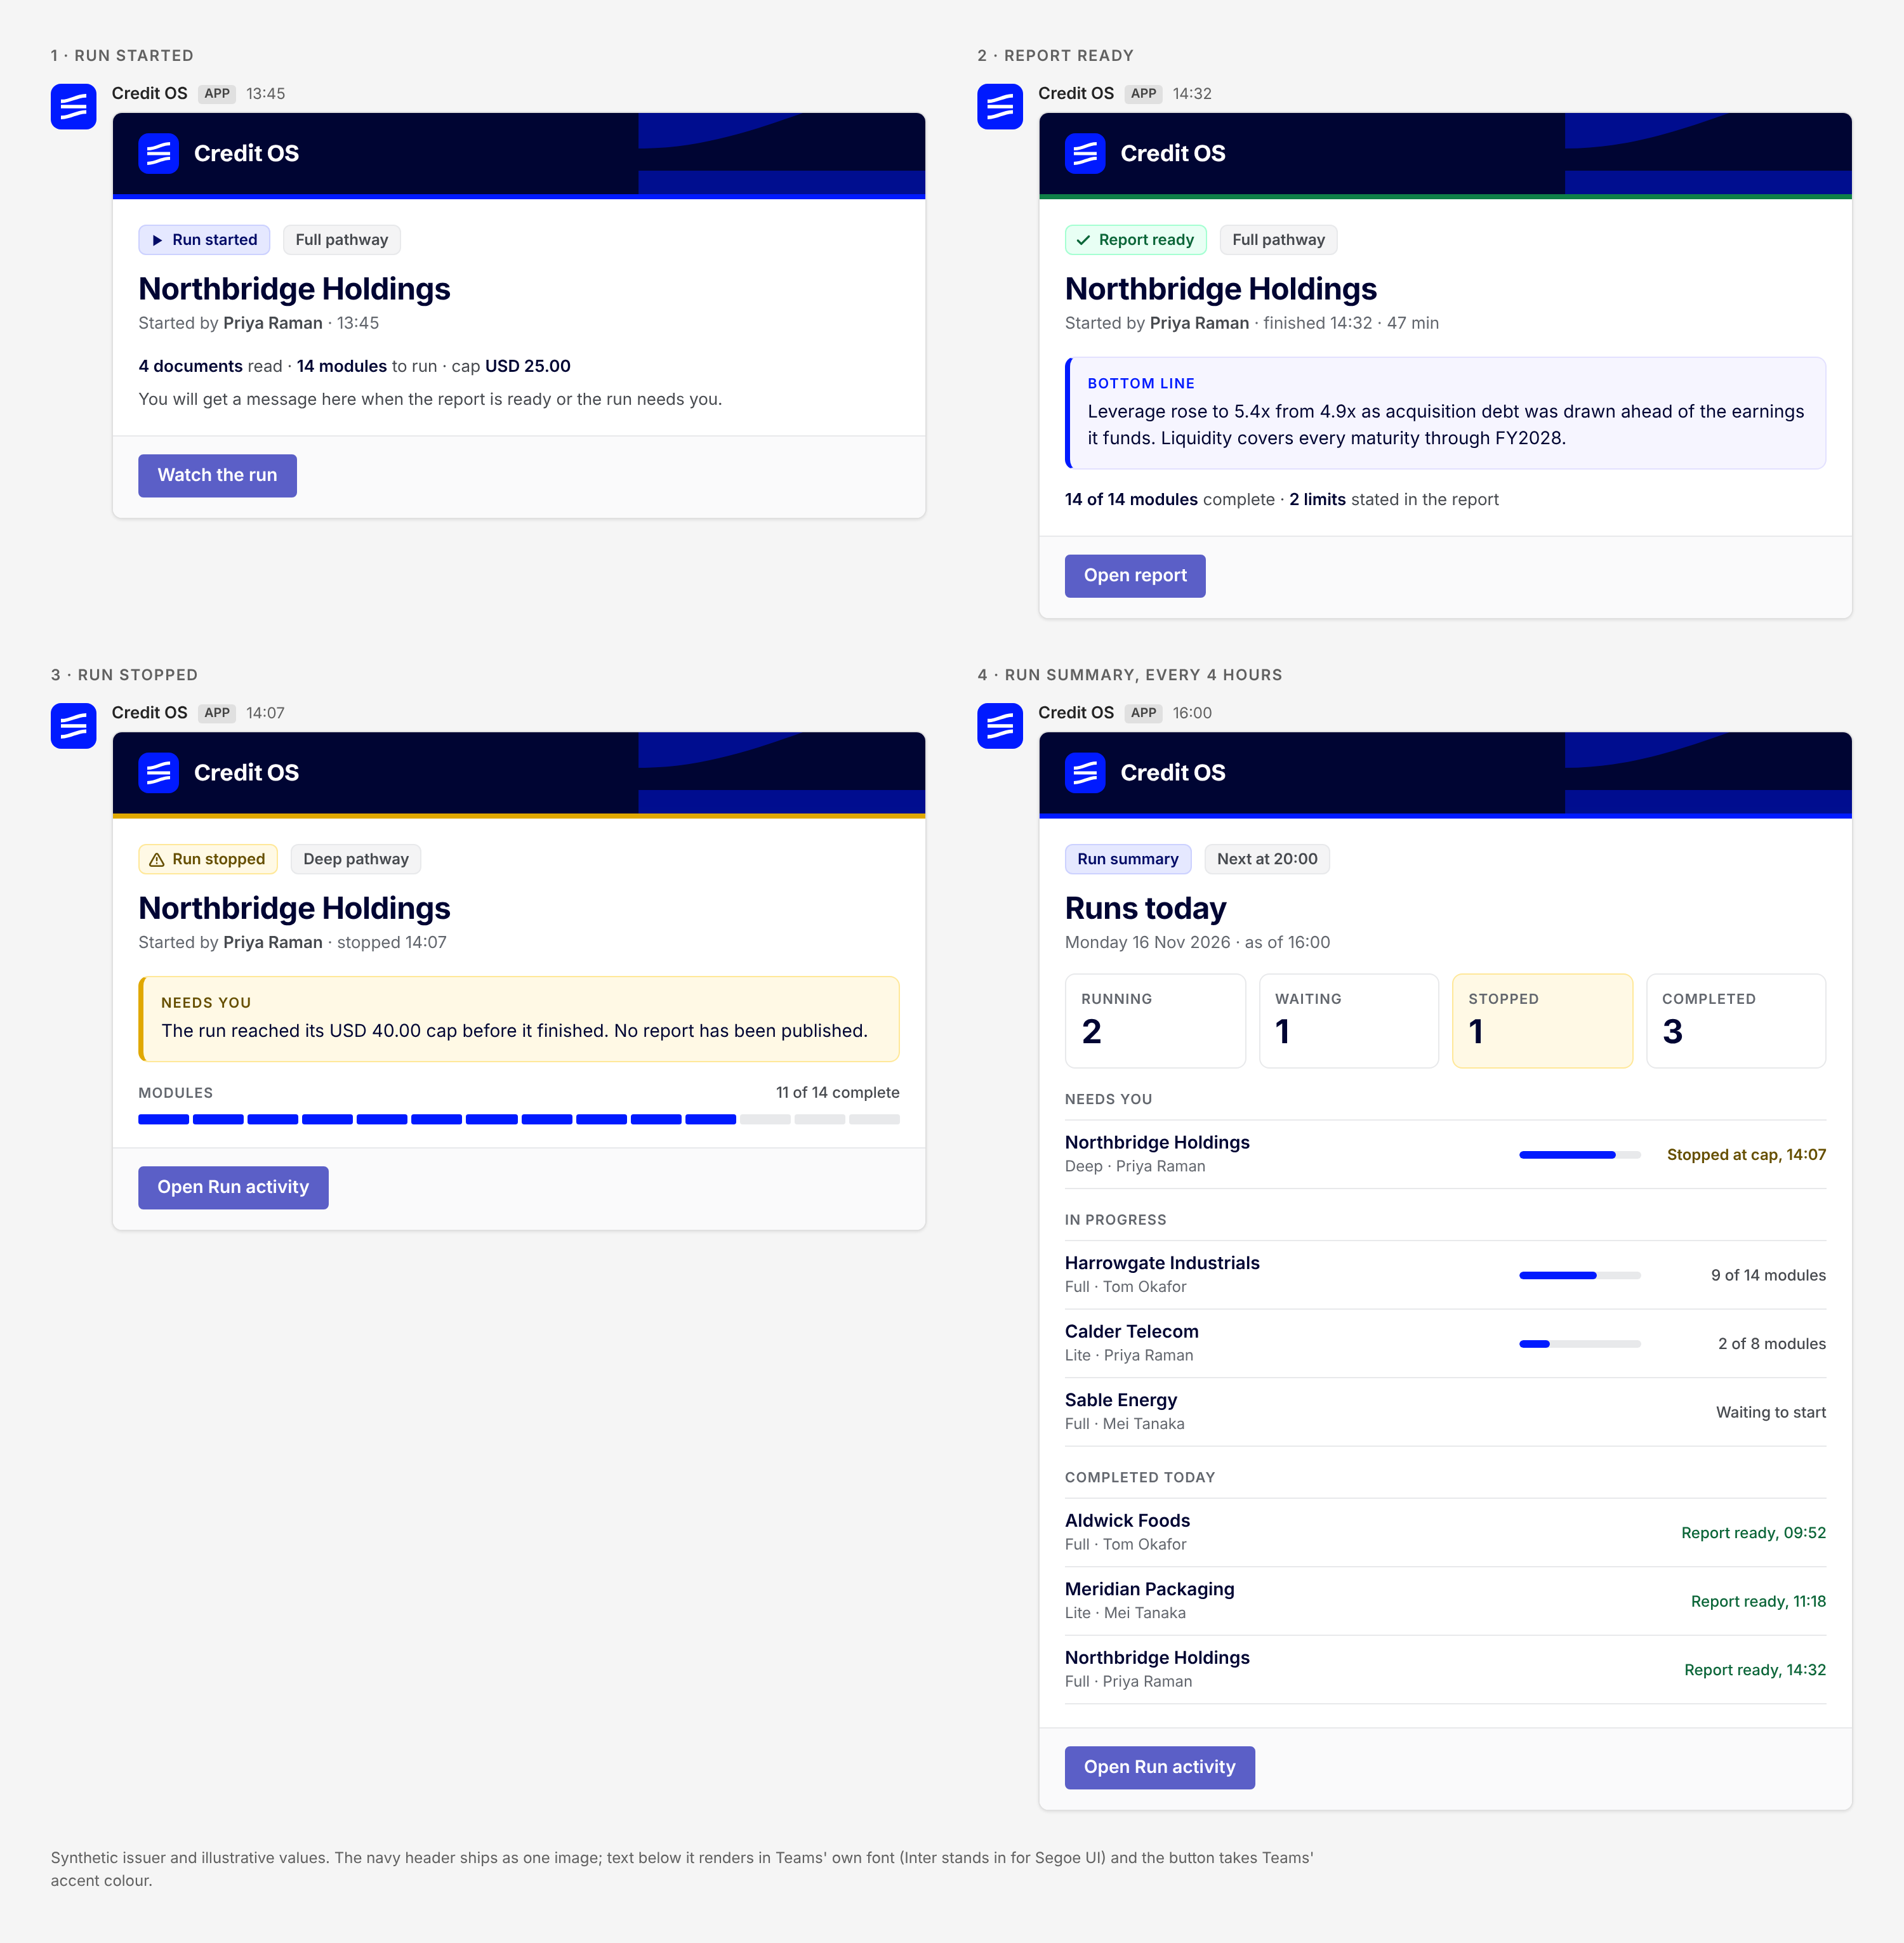 1 · RUN STARTED
Credit OS APP 13:45
Credit OS
Run started Full pathway
Northbridge Holdings
Started by Priya Raman · 13:45
4 documents read · 14 modules to run · cap USD 25.00
You will get a message here when the report is ready or the run needs you.
Watch the run
2 · REPORT READY
Credit OS APP 14:32
Credit OS
Report ready Full pathway
Northbridge Holdings
Started by Priya Raman · finished 14:32 · 47 min
BOTTOM LINE
Leverage rose to 5.4x from 4.9x as acquisition debt was drawn ahead of the earnings
it funds. Liquidity covers every maturity through FY2028.
14 of 14 modules complete · 2 limits stated in the report
Open report
3 · RUN STOPPED
Credit OS APP 14:07
Credit OS
Run stopped Deep pathway
Northbridge Holdings
Started by Priya Raman · stopped 14:07
NEEDS YOU
The run reached its USD 40.00 cap before it finished. No report has been published.
MODULES 11 of 14 complete
Open Run activity
4 · RUN SUMMARY, EVERY 4 HOURS
Credit OS APP 16:00
Credit OS
Run summary Next at 20:00
Runs today
Monday 16 Nov 2026 · as of 16:00
RUNNING WAITING STOPPED COMPLETED
2 1 1 3
NEEDS YOU
Northbridge Holdings
Deep · Priya Raman
Stopped at cap, 14:07
IN PROGRESS
Harrowgate Industrials
Full · Tom Okafor
9 of 14 modules
Calder Telecom
Lite · Priya Raman
2 of 8 modules
Sable Energy
Full · Mei Tanaka
Waiting to start
COMPLETED TODAY
Aldwick Foods
Full · Tom Okafor
Report ready, 09:52
Meridian Packaging
Lite · Mei Tanaka
Report ready, 11:18
Northbridge Holdings
Full · Priya Raman
Report ready, 14:32
Open Run activity
Synthetic issuer and illustrative values. The navy header ships as one image; text below it renders in Teams' own font (Inter stands in for Segoe UI) and the button takes Teams'
accent colour.